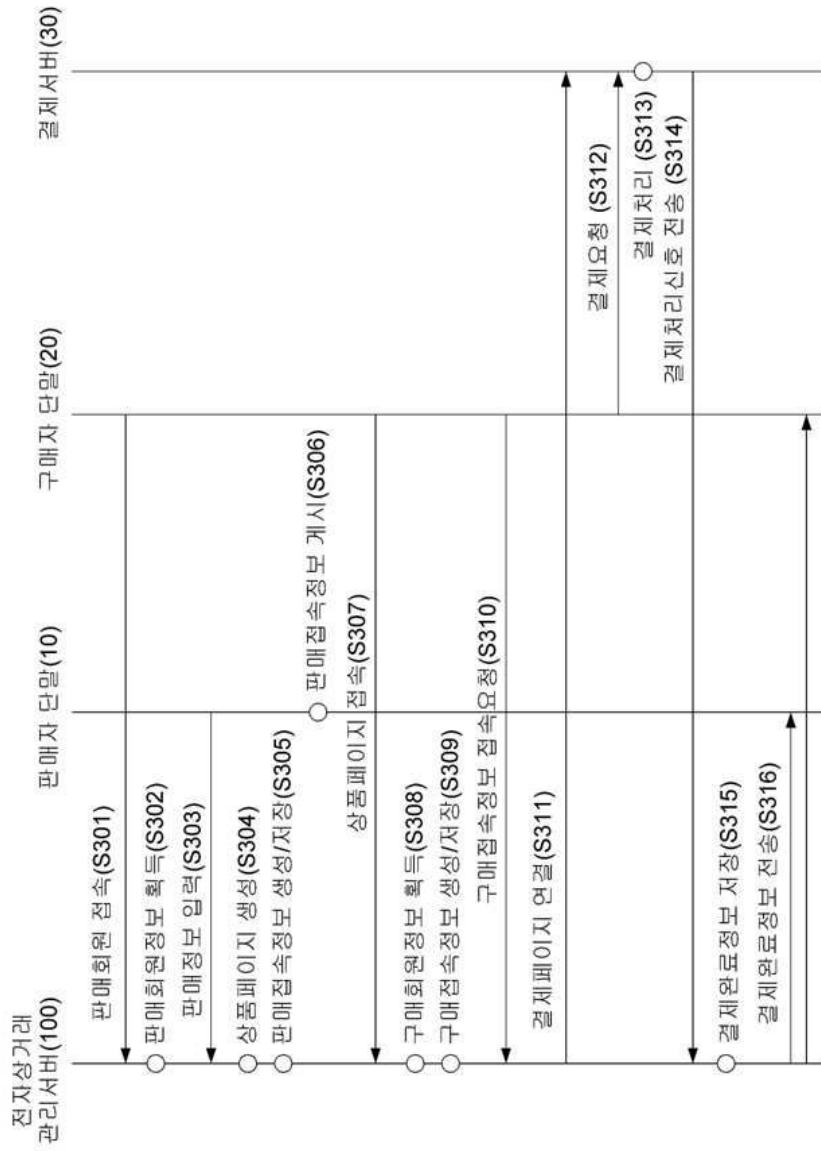 전자상거래
관리서버(100)
판매자 단말(10)
구매자 단말(20)
결제서버(30)
판매회원 접속(S301)
판매회원정보 획득(S302)
판매정보 입력(S303)
상품페이지 생성(S304)
판매접속정보 생성/저장(S305)
판매접속정보 게시(S306)
상품페이지 접속(S307)
구매회원정보 획득(S308)
구매접속정보 생성/저장(S309)
구매접속정보 접속요청(S310)
결제페이지 연결(S311)
결제요청 (S312)
결제처리 (S313)
결제처리신호 전송 (S314)
결제완료정보 저장(S315)
결제완료정보 전송(S316)